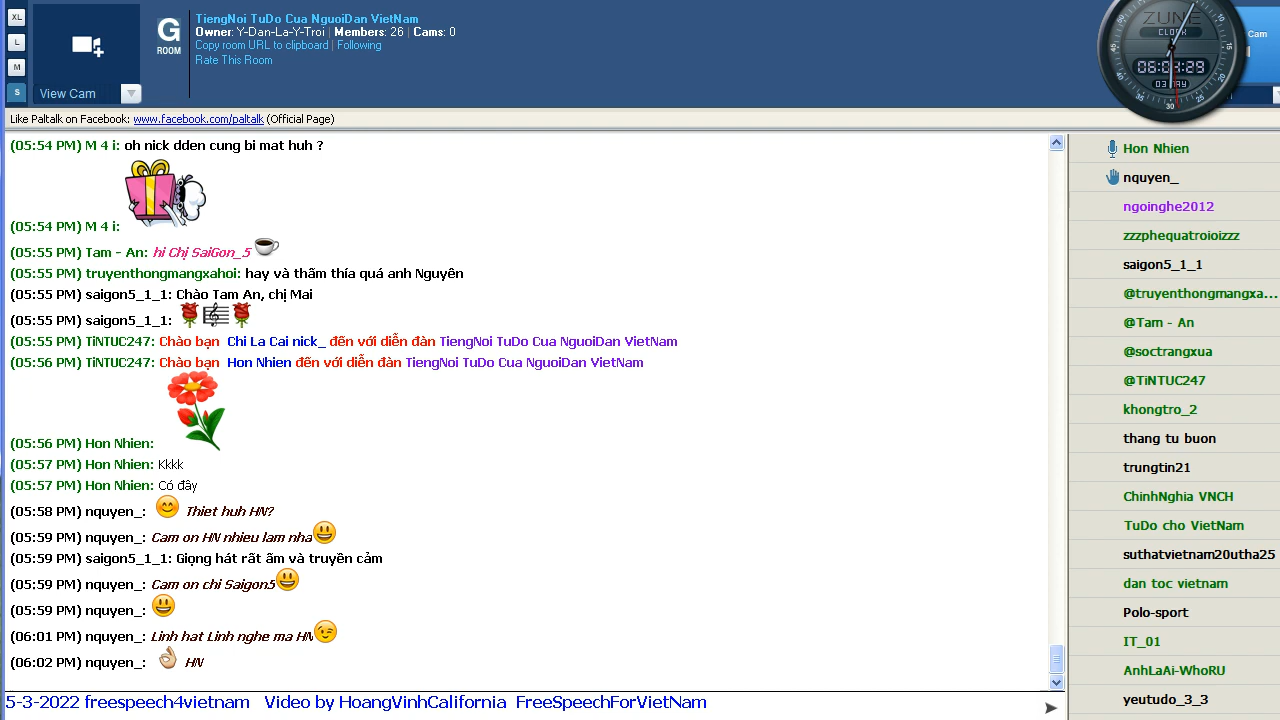 XL
L
M
S
View Cam
G
ROOM
TiengNoi TuDo Cua NguoiDan VietNam
Owner: Y-Dan-La-Y-Troi | Members: 26 | Cams: 0
Copy room URL to clipboard | Following
Rate This Room
ZUNE
CLOCK
03 MAY
Cam
Like Paltalk on Facebook: www.facebook.com/paltalk (Official Page)
(05:54 PM) M 4 i: oh nick dden cung bi mat huh ?
(05:54 PM) M 4 i:
(05:55 PM) Tam - An: hi Chị SaiGon_5
(05:55 PM) truyenthongmangxahoi: hay và thấm thía quá anh Nguyên
(05:55 PM) saigon5_1_1: Chào Tam An, chị Mai
(05:55 PM) saigon5_1_1:
(05:55 PM) TiNTUC247: Chào bạn Chi La Cai nick_ đến với diễn đàn TiengNoi TuDo Cua NguoiDan VietNam
(05:56 PM) TiNTUC247: Chào bạn Hon Nhien đến với diễn đàn TiengNoi TuDo Cua NguoiDan VietNam
(05:56 PM) Hon Nhien:
(05:57 PM) Hon Nhien: Kkkk
(05:57 PM) Hon Nhien: Có đây
(05:58 PM) nquyen_: Thiet huh HN?
(05:59 PM) nquyen_: Cam on HN nhieu lam nha
(05:59 PM) saigon5_1_1: Giọng hát rất ấm và truyền cảm
(05:59 PM) nquyen_: Cam on chi Saigon5
(05:59 PM) nquyen_:
(06:01 PM) nquyen_: Linh hat Linh nghe ma HN
(06:02 PM) nquyen_: HN
Hon Nhien
nquyen_
ngoinghe2012
zzzphequatroioizzz
saigon5_1_1
@truyenthongmangxa...
@Tam - An
@soctrangxua
@TiNTUC247
khongtro_2
thang tu buon
trungtin21
ChinhNghia VNCH
TuDo cho VietNam
suthatvietnam20utha25
dan toc vietnam
Polo-sport
IT_01
AnhLaAi-WhoRU
yeutudo_3_3
5-3-2022 freespeech4vietnam Video by HoangVinhCalifornia FreeSpeechForVietNam